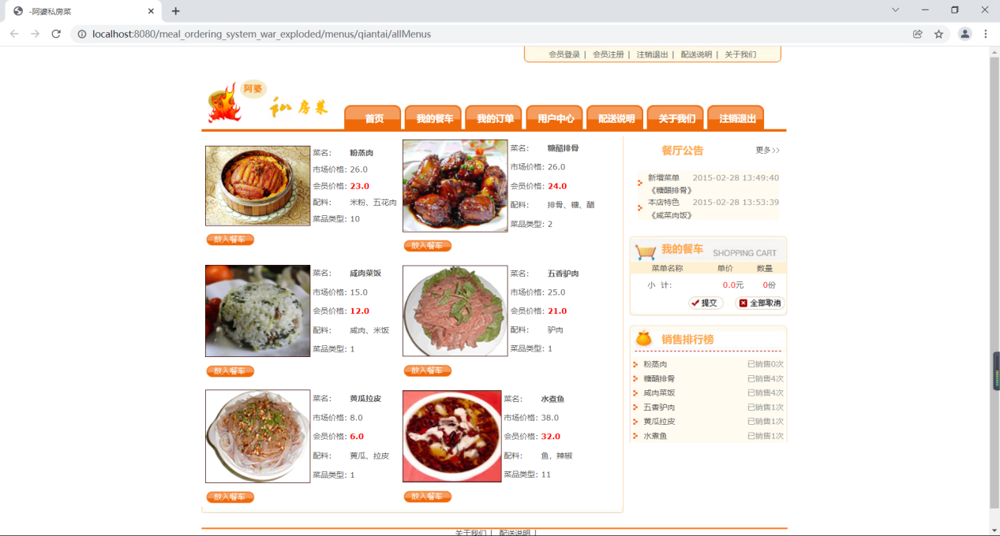 -阿婆私房菜
localhost:8080/meal_ordering_system_war_exploded/menus/qiantai/allMenus
会员登录 | 会员注册 | 注销退出 | 配送说明 | 关于我们
阿婆
私房菜
首页 我的餐车 我的订单 用户中心 配送说明 关于我们 注销退出
菜名: 粉蒸肉
市场价格: 26.0
会员价格: 23.0
配料: 米粉、五花肉
菜品类型: 10
放入餐车
菜名: 糖醋排骨
市场价格: 26.0
会员价格: 24.0
配料: 排骨、糖、醋
菜品类型: 2
放入餐车
菜名: 咸肉菜饭
市场价格: 15.0
会员价格: 12.0
配料: 咸肉、米饭
菜品类型: 1
放入餐车
菜名: 五香驴肉
市场价格: 25.0
会员价格: 21.0
配料: 驴肉
菜品类型: 1
放入餐车
菜名: 黄瓜拉皮
市场价格: 8.0
会员价格: 6.0
配料: 黄瓜、拉皮
菜品类型: 1
放入餐车
菜名: 水煮鱼
市场价格: 38.0
会员价格: 32.0
配料: 鱼，辣椒
菜品类型: 11
放入餐车
餐厅公告 更多>>
新增菜单 2015-02-28 13:49:40
《糖醋排骨》
本店特色 2015-02-28 13:53:39
《咸菜肉饭》
我的餐车 SHOPPING CART
菜单名称 单价 数量
小 计: 0.0元 0份
提交 全部取消
销售排行榜
粉蒸肉 已销售0次
糖醋排骨 已销售4次
咸肉菜饭 已销售4次
五香驴肉 已销售1次
黄瓜拉皮 已销售1次
水煮鱼 已销售1次
关于我们 | 配送说明 |